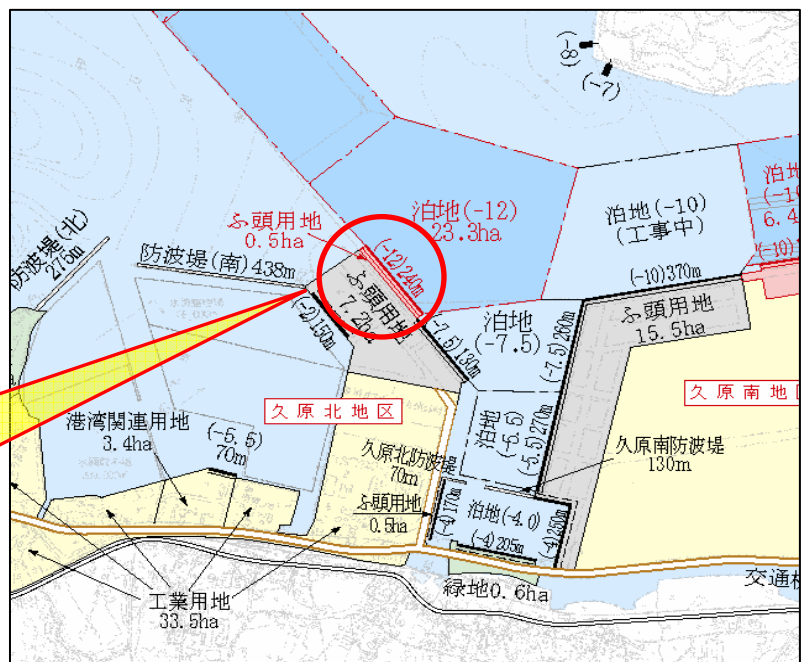 (-8)
(-7)
泊地(-12)
23.3ha
泊地(-10)
(工事中)
泊地
6.4
ふ頭用地
0.5ha
(-12)240m
防波堤(北)
275m
防波堤(南)438m
(-2)150m
ふ頭用地
7.2ha
(-7.5)130m
泊地
(-7.5)
(-7.5)260m
(-10)370m
ふ頭用地
15.5ha
久原北地区
久原南地区
港湾関連用地
3.4ha
(-5.5)
70m
泊地
(-5.5)
(-5.5)270m
久原北防波堤
70m
久原南防波堤
130m
ふ頭用地
0.5ha
(-4)170m
泊地(-4.0)
(-4)205m
(-4)250m
緑地0.6ha
工業用地
33.5ha
交通